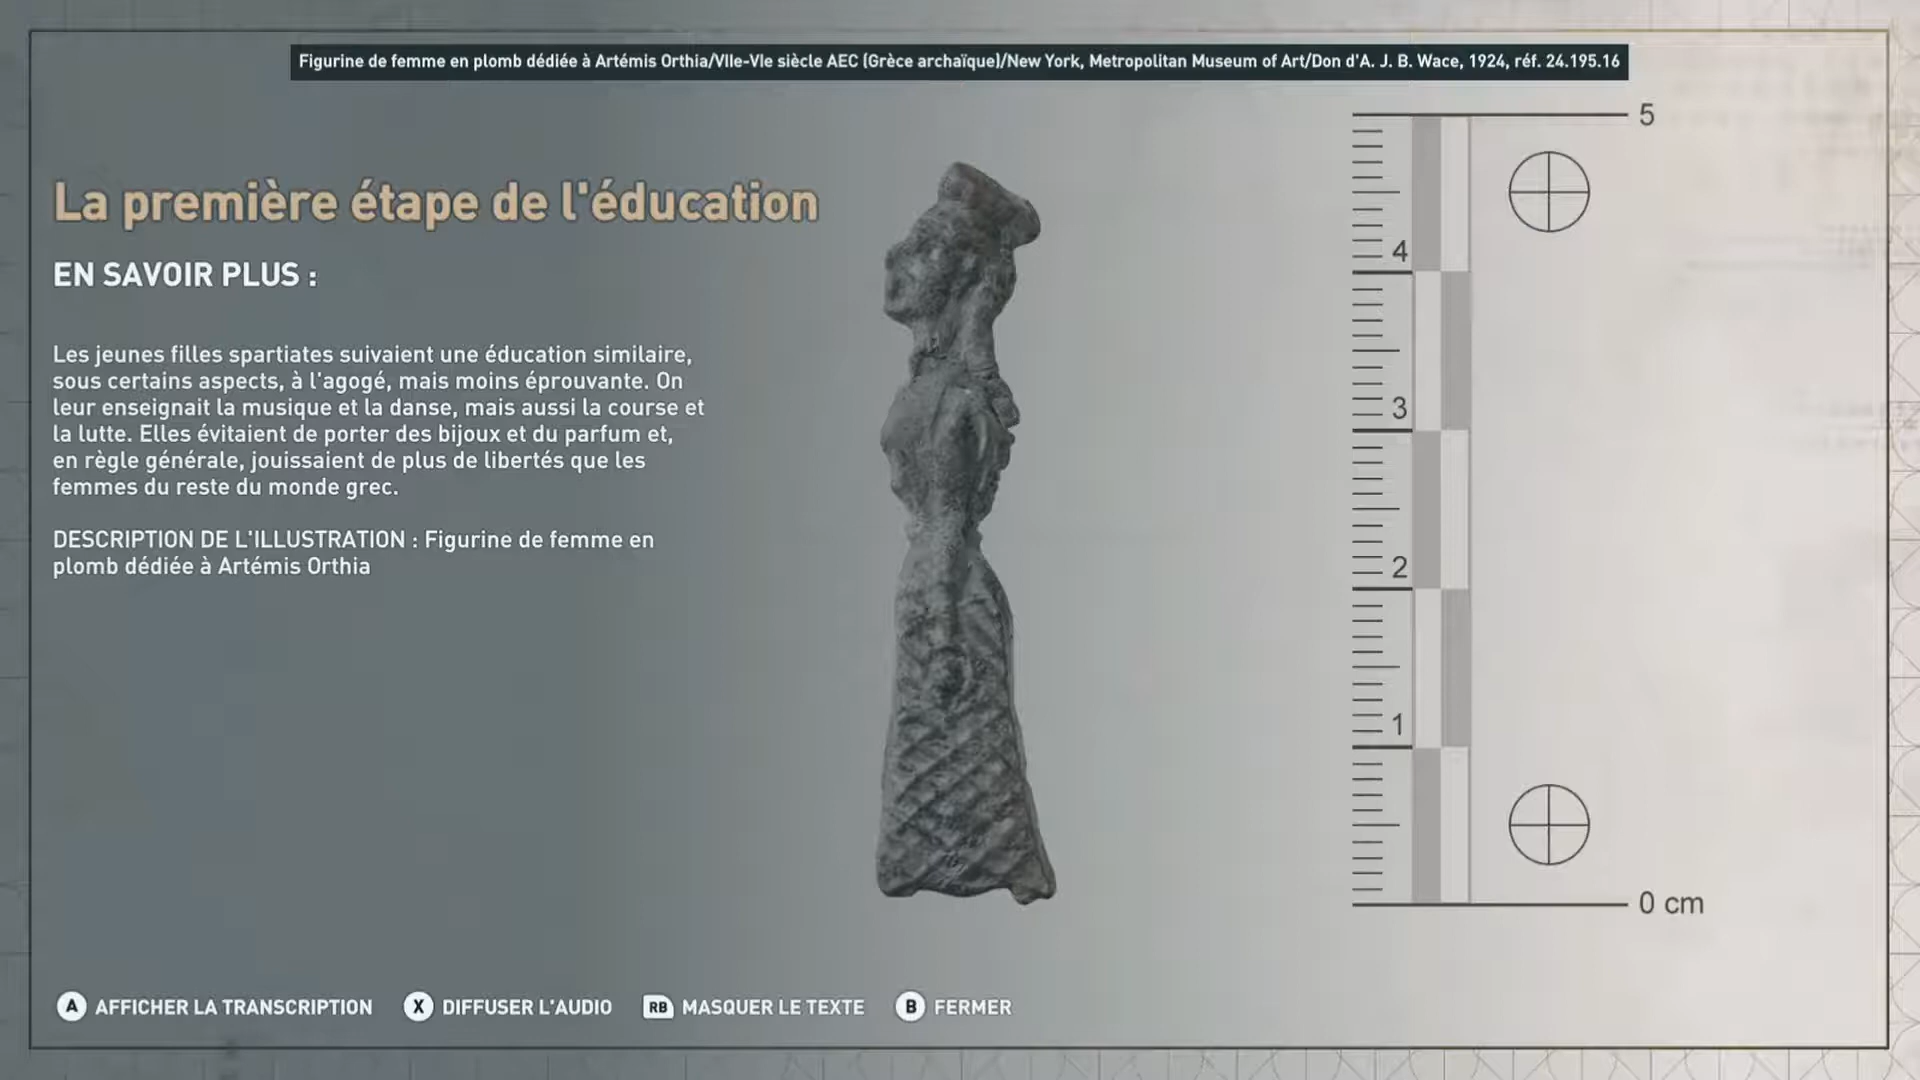 Figurine de femme en plomb dédiée à Artémis Orthia/VIIe-VIe siècle AEC (Grèce archaïque)/New York, Metropolitan Museum of Art/Don d'A. J. B. Wace, 1924, réf. 24.195.16
La première étape de l'éducation
EN SAVOIR PLUS :
Les jeunes filles spartiates suivaient une éducation similaire,
sous certains aspects, à l'agogé, mais moins éprouvante. On
leur enseignait la musique et la danse, mais aussi la course et
la lutte. Elles évitaient de porter des bijoux et du parfum et,
en règle générale, jouissaient de plus de libertés que les
femmes du reste du monde grec.
DESCRIPTION DE L'ILLUSTRATION : Figurine de femme en
plomb dédiée à Artémis Orthia
5
4
3
2
1
0 cm
A AFFICHER LA TRANSCRIPTION X DIFFUSER L'AUDIO RB MASQUER LE TEXTE B FERMER